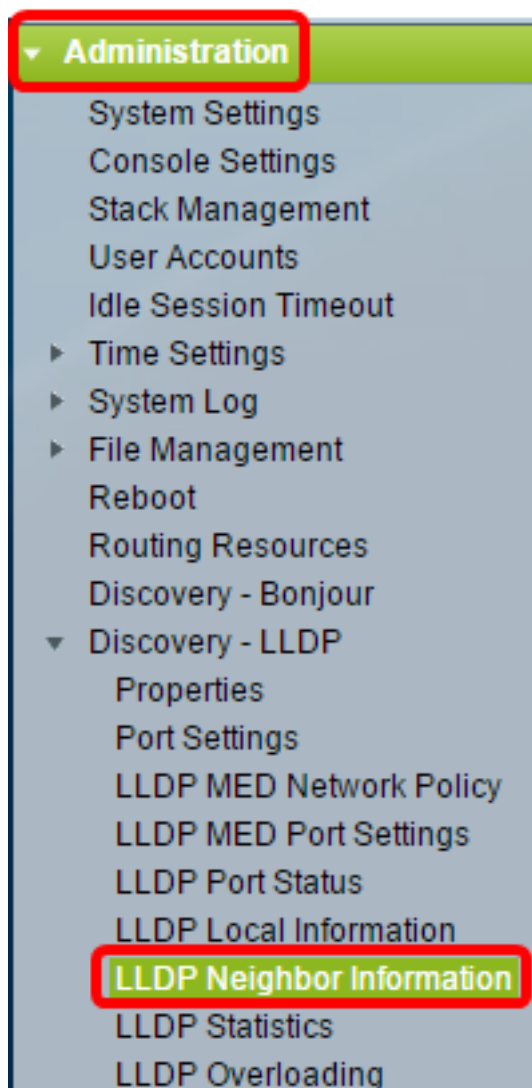 Administration
System Settings
Console Settings
Stack Management
User Accounts
Idle Session Timeout
Time Settings
System Log
File Management
Reboot
Routing Resources
Discovery - Bonjour
Discovery - LLDP
Properties
Port Settings
LLDP MED Network Policy
LLDP MED Port Settings
LLDP Port Status
LLDP Local Information
LLDP Neighbor Information
LLDP Statistics
LLDP Overloading